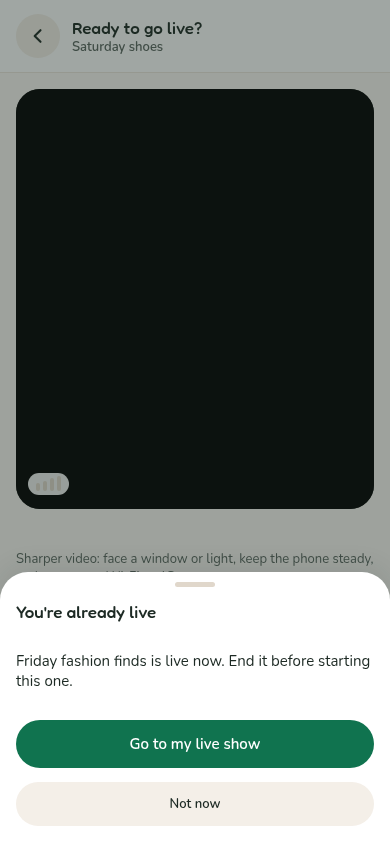 Ready to go live?
Saturday shoes
Sharper video: face a window or light, keep the phone steady,
You're already live
Friday fashion finds is live now. End it before starting
this one.
Go to my live show
Not now